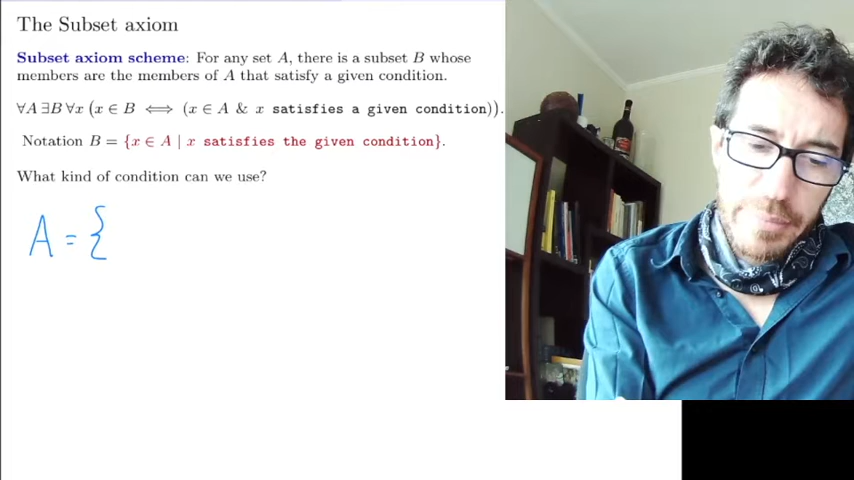 The Subset axiom
Subset axiom scheme: For any set A, there is a subset B whose
members are the members of A that satisfy a given condition.
∀A ∃B ∀x (x ∈ B ⟺ (x ∈ A & x satisfies a given condition)).
Notation B = {x ∈ A | x satisfies the given condition}.
What kind of condition can we use?
A = {